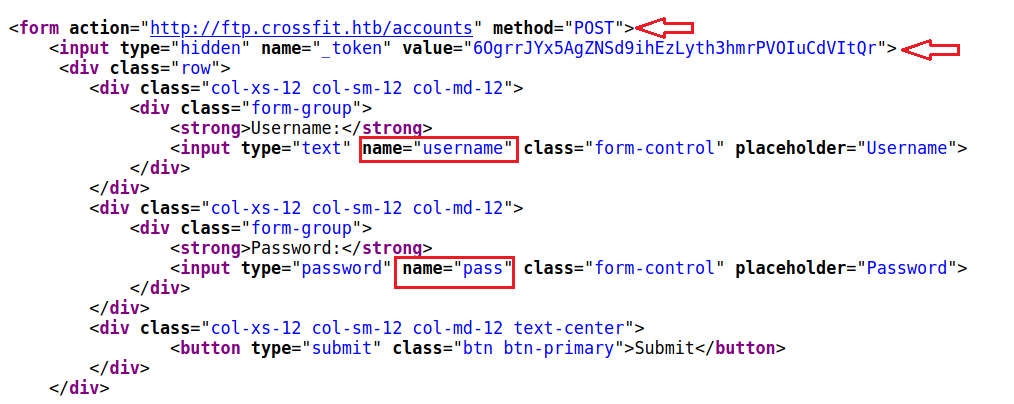 <form action="http://ftp.crossfit.htb/accounts" method="POST">
<input type="hidden" name="_token" value="6OgrrJYx5AgZNSd9ihEzLyth3hmrPVOIuCdVItQr">
<div class="row">
<div class="col-xs-12 col-sm-12 col-md-12">
<div class="form-group">
<strong>Username:</strong>
<input type="text" name="username" class="form-control" placeholder="Username">
</div>
</div>
<div class="col-xs-12 col-sm-12 col-md-12">
<div class="form-group">
<strong>Password:</strong>
<input type="password" name="pass" class="form-control" placeholder="Password">
</div>
</div>
<div class="col-xs-12 col-sm-12 col-md-12 text-center">
<button type="submit" class="btn btn-primary">Submit</button>
</div>
</div>